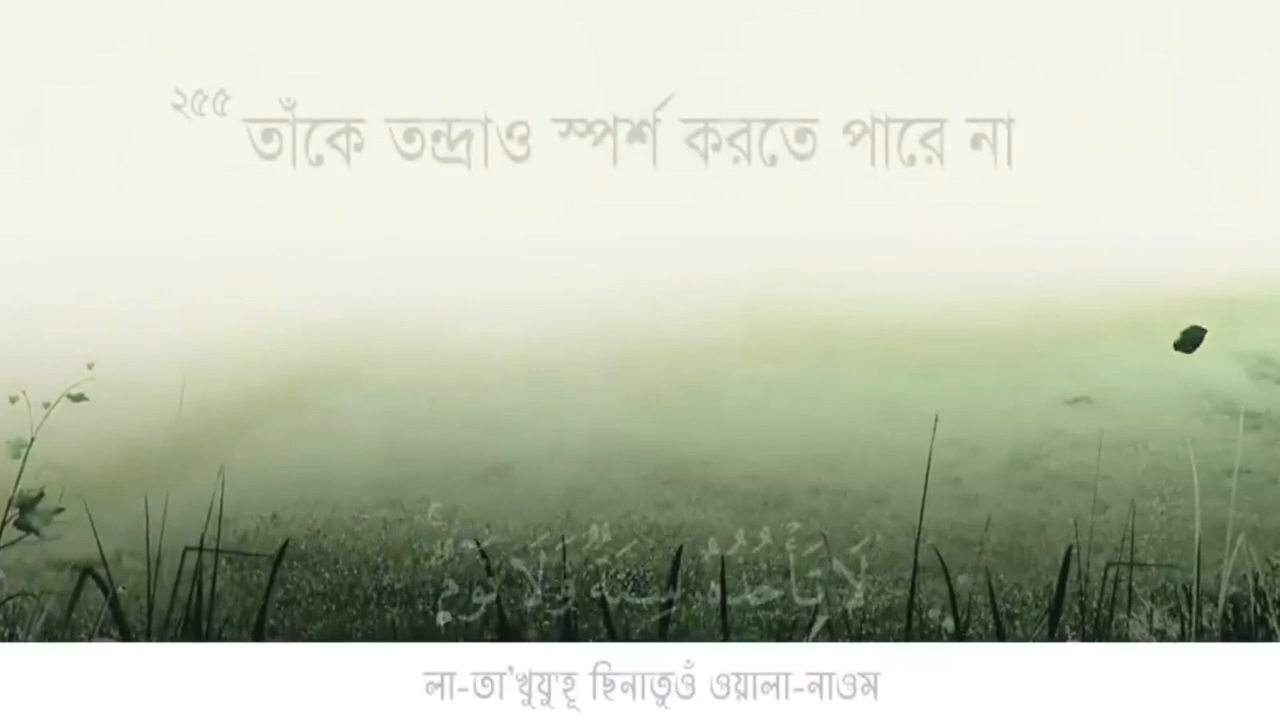 ২৫৫ তাঁকে তন্দ্রাও স্পর্শ করতে পারে না
لَا تَأْخُذُهُ سِنَةٌ وَلَا نَوْمٌ ۚ
লা-তা’খুযু'হূ ছিনাতুওঁ ওয়ালা-নাওম